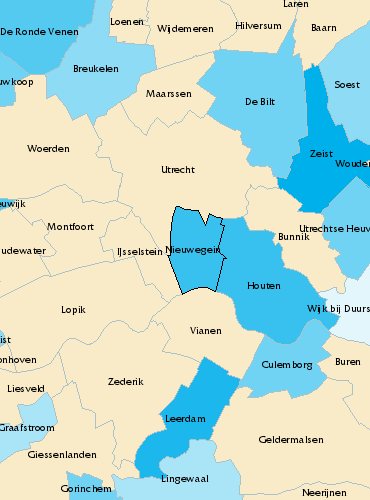 Laren
Loenen
Wijdemeren
Hilversum
Baarn
De Ronde Venen
Breukelen
uwkoop
Maarssen
De Bilt
Soest
Woerden
Zeist
Wouden
Utrecht
euwijk
Montfoort
Utrechtse Heuv
Bunnik
udewater
IJsselstein
Nieuwegein
Houten
Lopik
Wijk bij Duurs
Vianen
ist
onhoven
Culemborg
Buren
Liesveld
Zederik
Graafstroom
Leerdam
Geldermalsen
Giessenlanden
Lingewaal
Gorinchem
Neerijnen